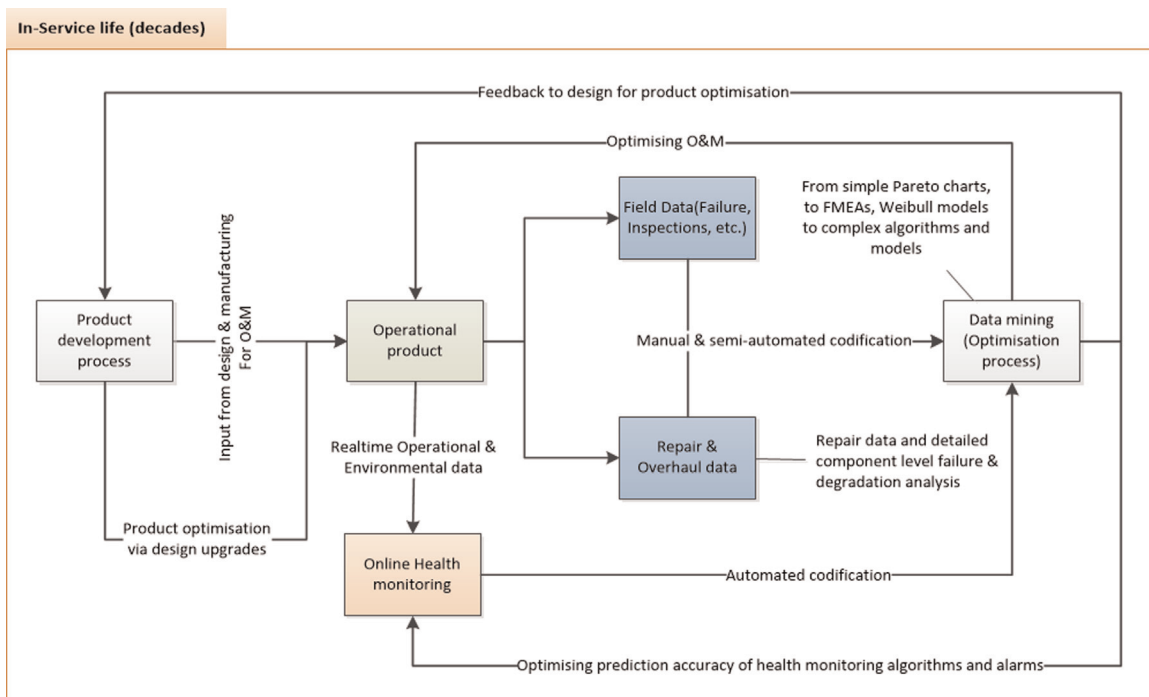 In-Service life (decades)
Feedback to design for product optimisation
Optimising O&M
From simple Pareto charts,
to FMEAs, Weibull models
to complex algorithms and
models
Field Data(Failure,
Inspections, etc.)
Product
development
process
Input from design & manufacturing
For O&M
Operational
product
Manual & semi-automated codification
Data mining
(Optimisation
process)
Realtime Operational &
Environmental data
Repair &
Overhaul data
Repair data and detailed
component level failure &
degradation analysis
Product optimisation
via design upgrades
Online Health
monitoring
Automated codification
Optimising prediction accuracy of health monitoring algorithms and alarms